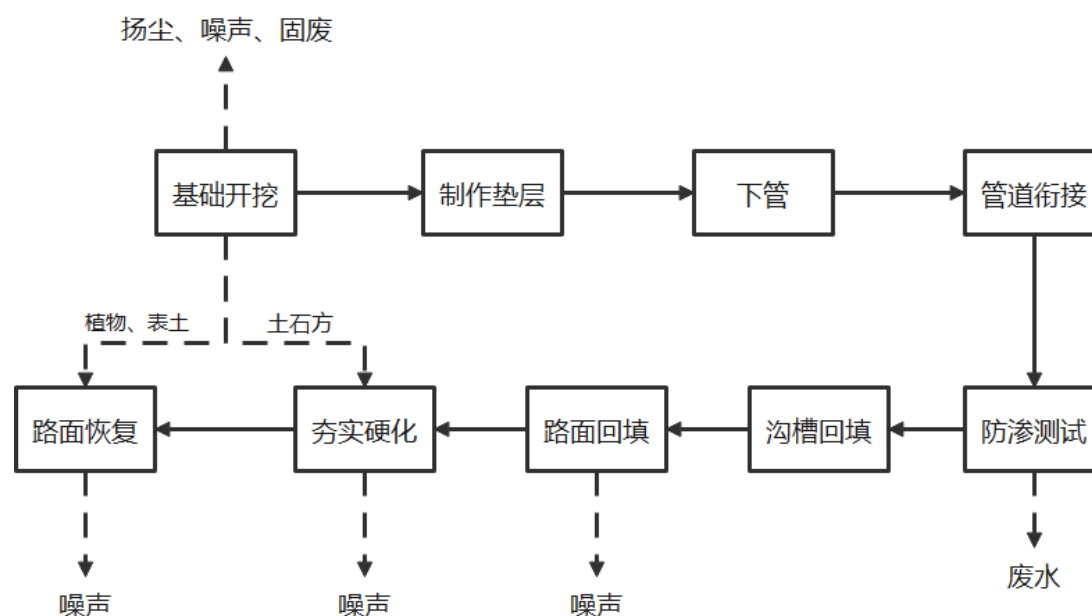 扬尘、噪声、固废
基础开挖
制作垫层
下管
管道衔接
植物、表土
土石方
路面恢复
夯实硬化
路面回填
沟槽回填
防渗测试
噪声
噪声
噪声
废水